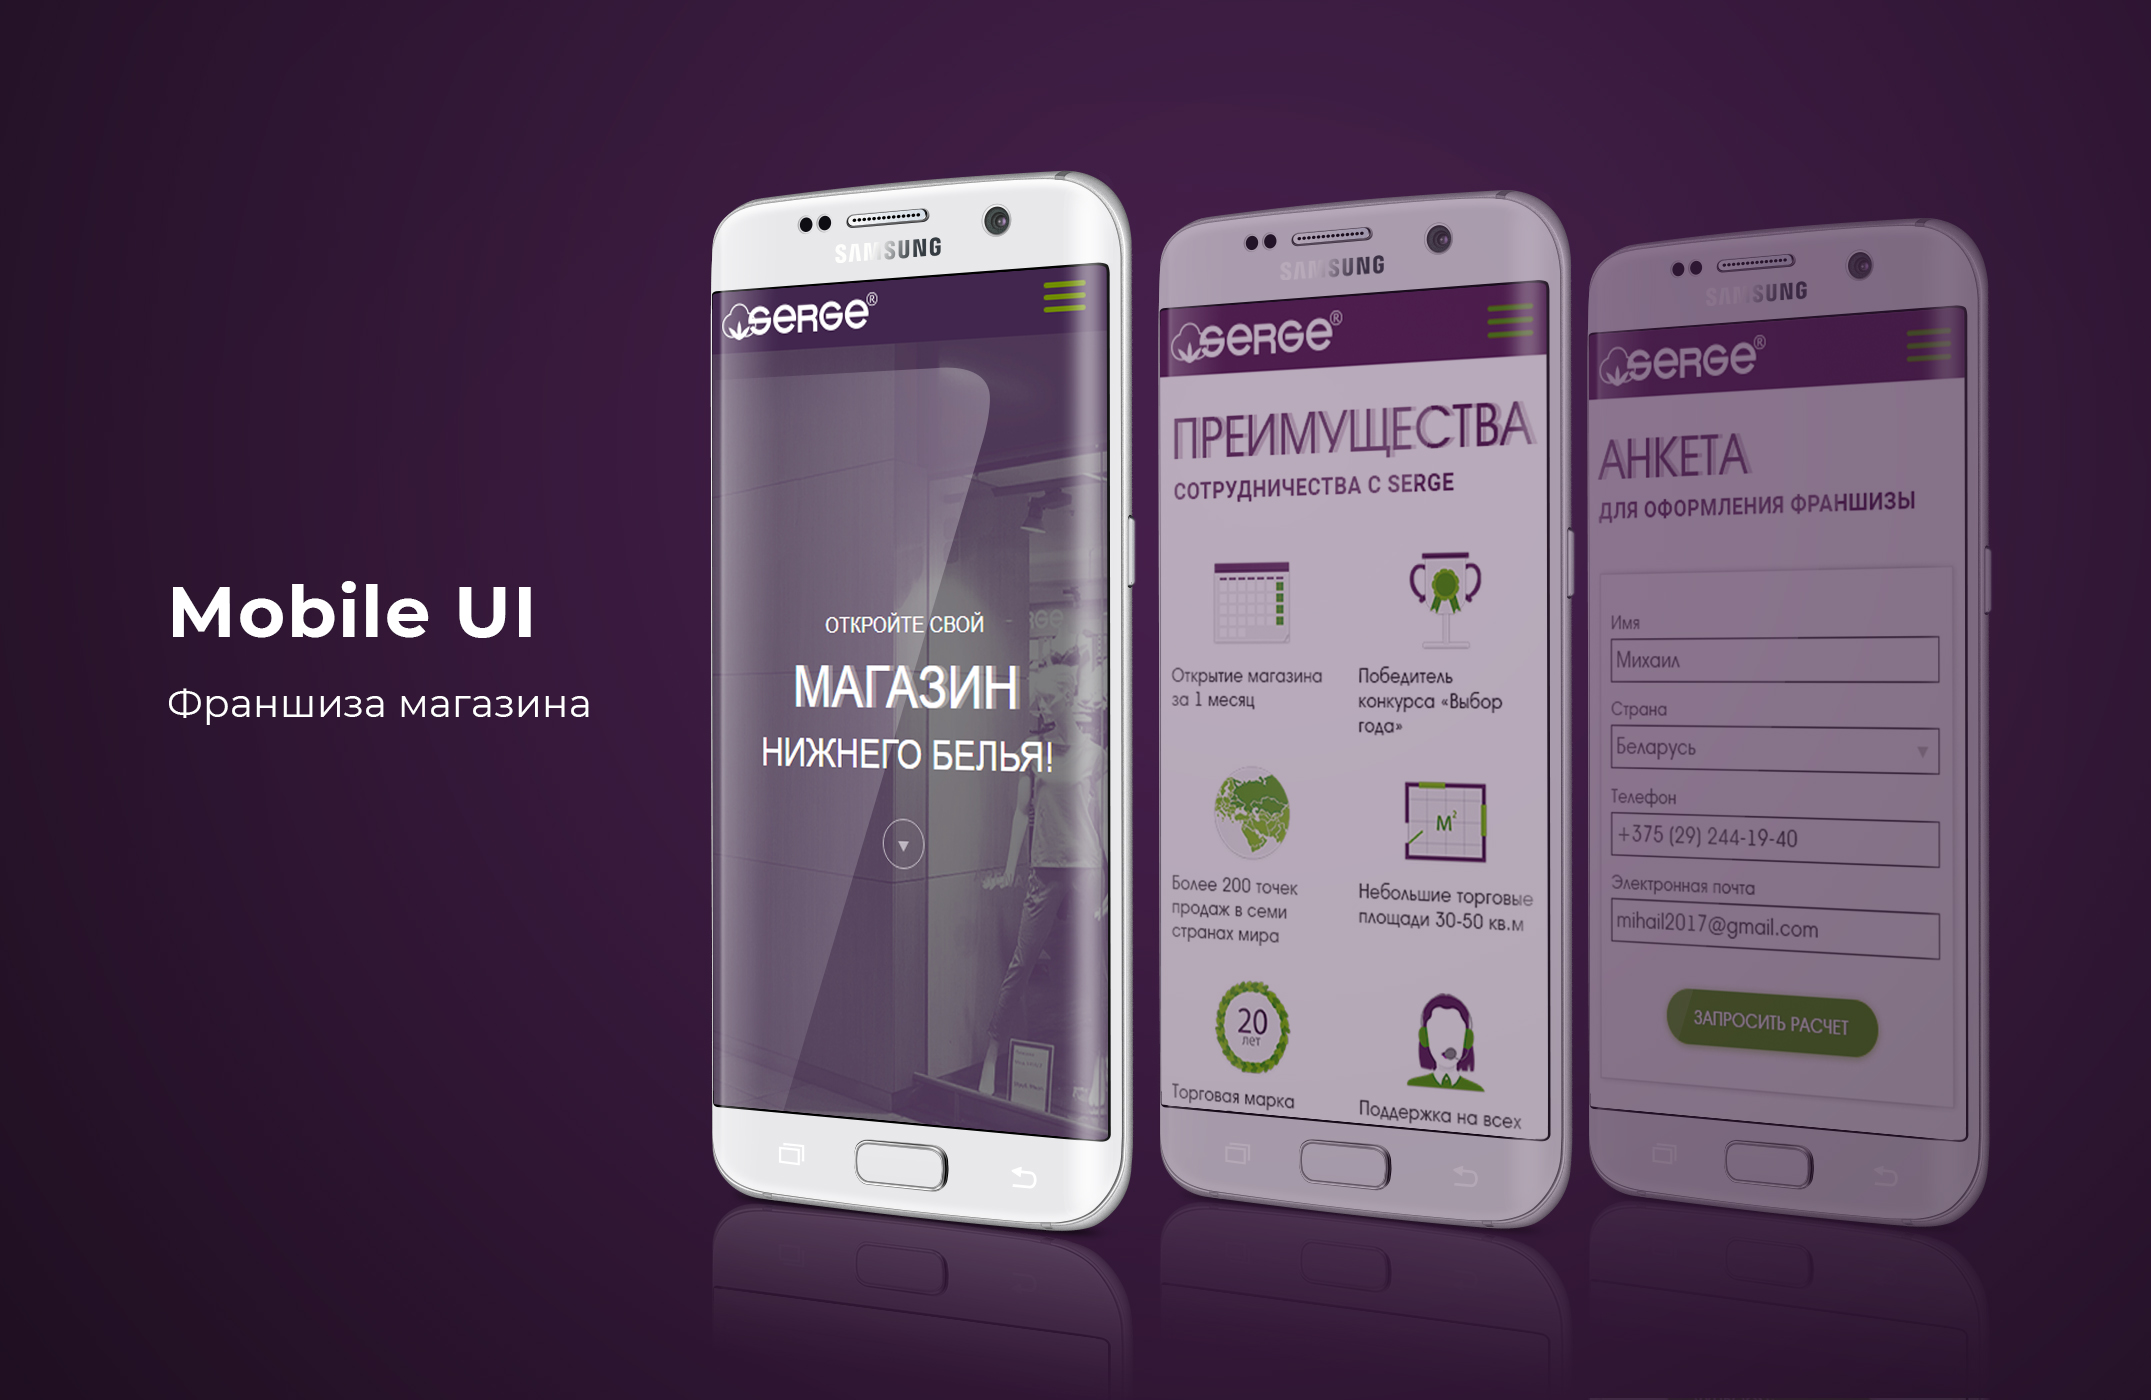 Mobile UI
Франшиза магазина
SAMSUNG
SERGE®
ОТКРОЙТЕ СВОЙ
МАГАЗИН
НИЖНЕГО БЕЛЬЯ!
SAMSUNG
SERGE®
ПРЕИМУЩЕСТВА
СОТРУДНИЧЕСТВА С SERGE
Открытие магазина
за 1 месяц
Победитель
конкурса «Выбор
года»
M²
Более 200 точек
продаж в семи
странах мира
Небольшие торговые
площади 30-50 кв.м
20
лет
Торговая марка
Поддержка на всех
SAMSUNG
SERGE®
АНКЕТА
ДЛЯ ОФОРМЛЕНИЯ ФРАНШИЗЫ
Имя
Михаил
Страна
Беларусь
Телефон
+375 (29) 244-19-40
Электронная почта
mihail2017@gmail.com
ЗАПРОСИТЬ РАСЧЕТ